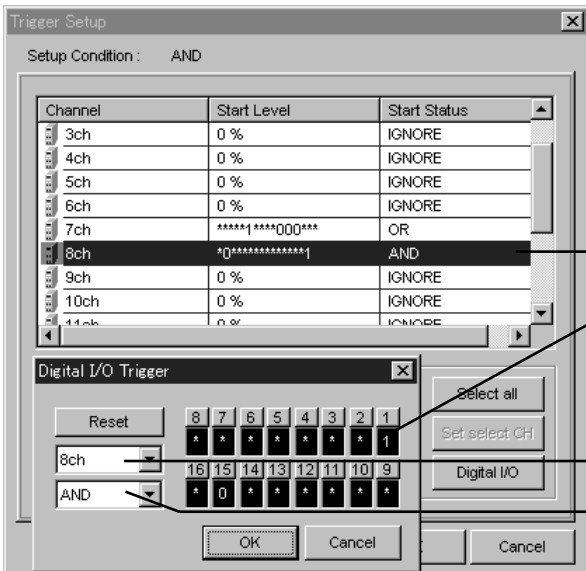 Trigger Setup
Setup Condition : AND
Channel Start Level Start Status
3ch 0 % IGNORE
4ch 0 % IGNORE
5ch 0 % IGNORE
6ch 0 % IGNORE
7ch *****1****000*** OR
8ch *0*************1 AND
9ch 0 % IGNORE
10ch 0 % IGNORE
11ch 0 % IGNORE
Digital I/O Trigger
Select all
Reset 8 7 6 5 4 3 2 1
* * * * * * * 1
Set select CH
8ch 16 15 14 13 12 11 10 9
Digital I/O
AND * 0 * * * * * *
OK Cancel
Cancel